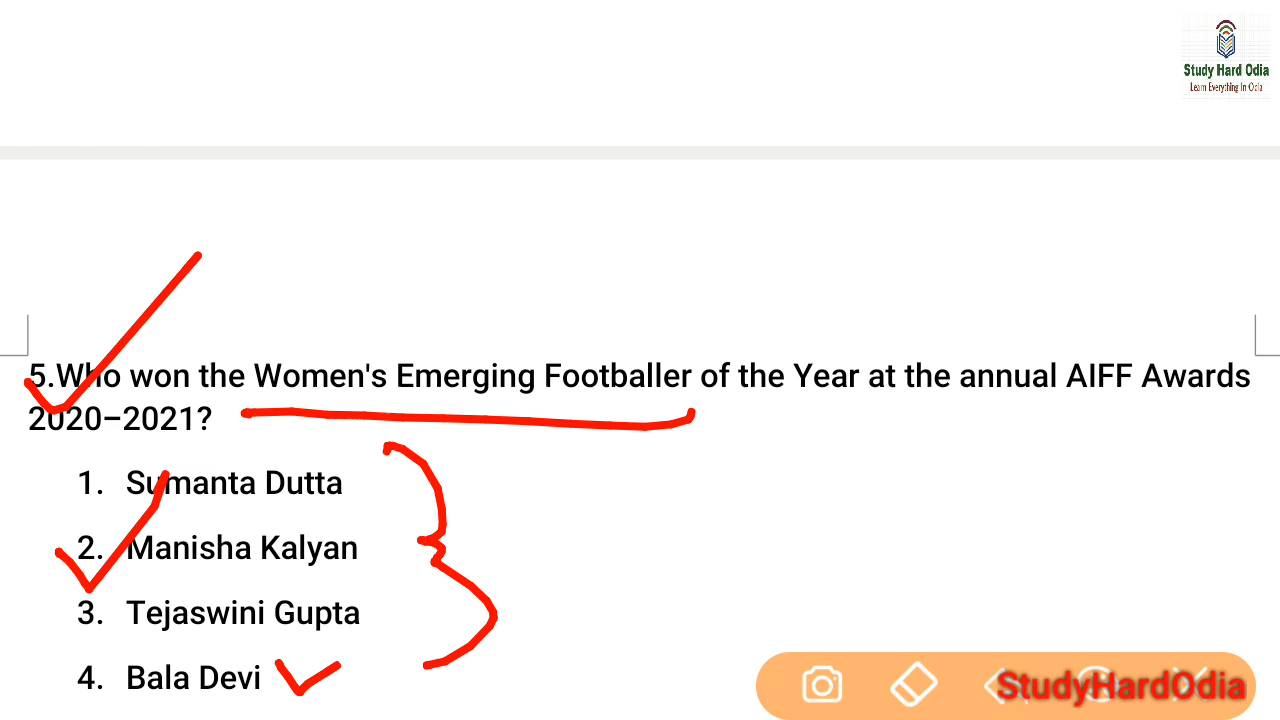 Study Hard Odia
Learn Everything In Odia
5.Who won the Women's Emerging Footballer of the Year at the annual AIFF Awards
2020–2021?
1. Sumanta Dutta
2. Manisha Kalyan
3. Tejaswini Gupta
4. Bala Devi
StudyHardOdia